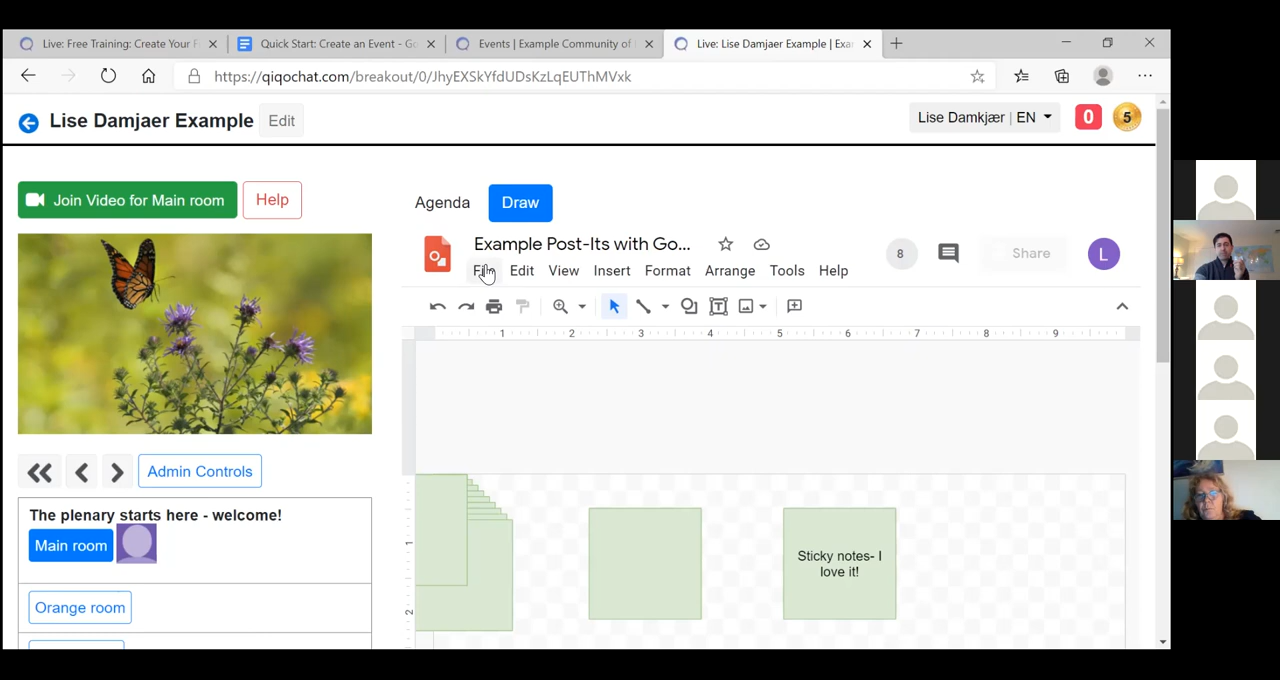 Live: Free Training: Create Your F
Quick Start: Create an Event - Go
Events | Example Community of
Live: Lise Damjaer Example | Exa
https://qiqochat.com/breakout/0/JhyEXSkYfdUDsKzLqEUThMVxk
Lise Damjaer Example
Edit
Lise Damkjær | EN
0
5
Join Video for Main room
Help
Agenda
Draw
Example Post-Its with Go...
8
Share
L
Edit View Insert Format Arrange Tools Help
1 2 3 4 5 6 7 8 9
Admin Controls
The plenary starts here - welcome!
Main room
Orange room
1
2
Sticky notes- I
love it!